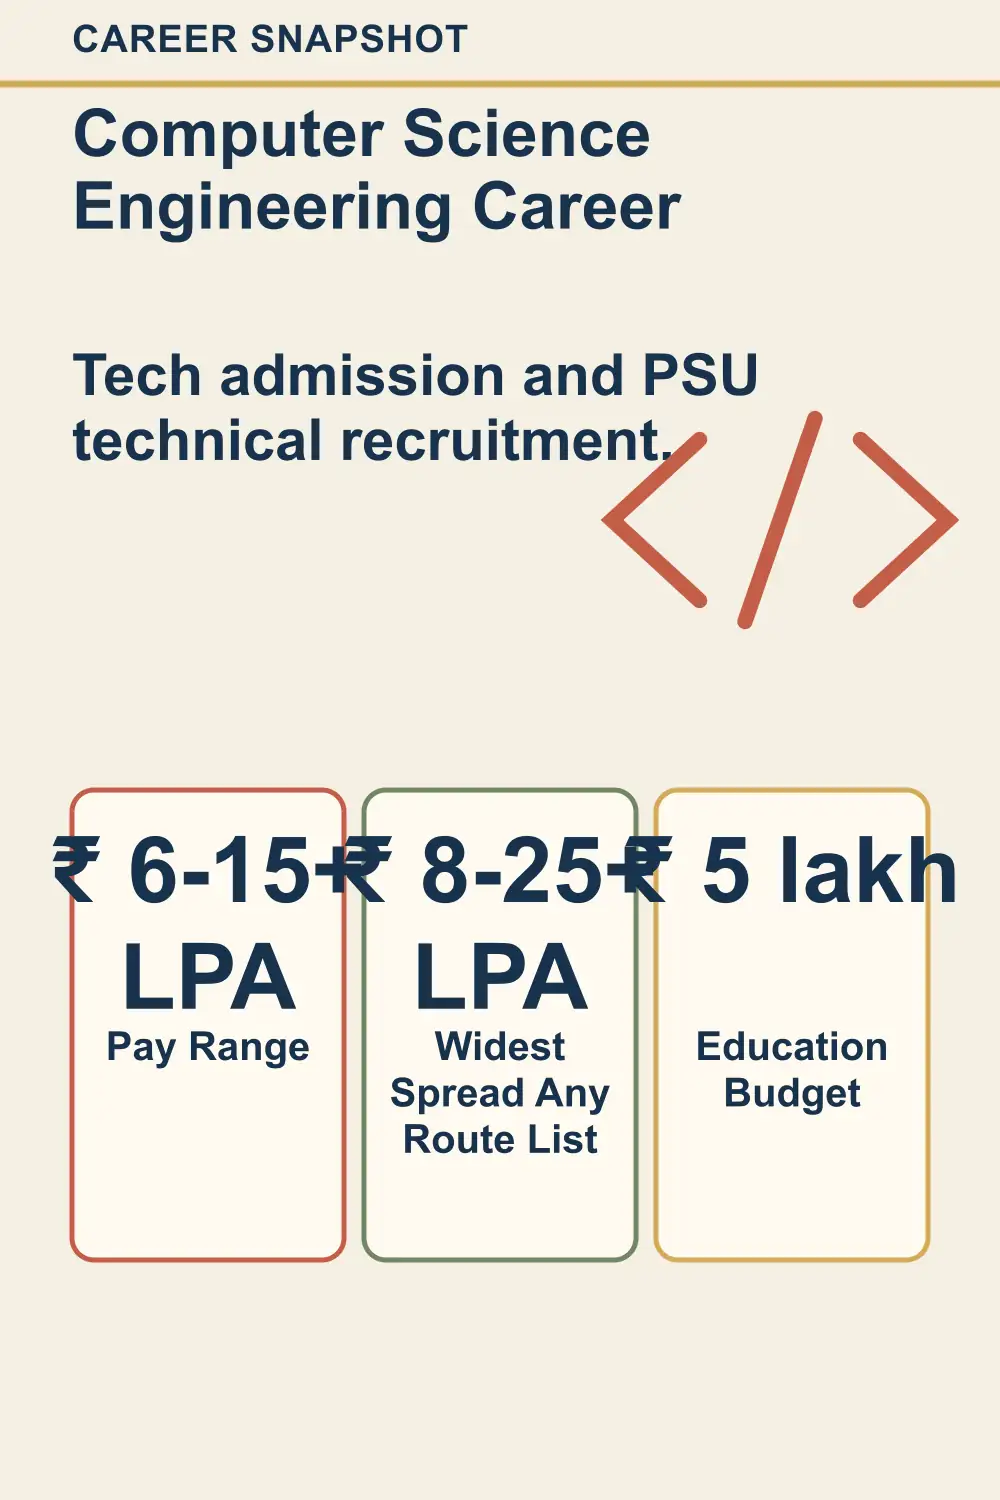 CAREER SNAPSHOT
Computer Science
Engineering Career
Tech admission and PSU
technical recruitment.
</>
₹ 6-15+
LPA
Pay Range
₹ 8-25+
LPA
Widest
Spread Any
Route List
₹ 5 lakh
Education
Budget